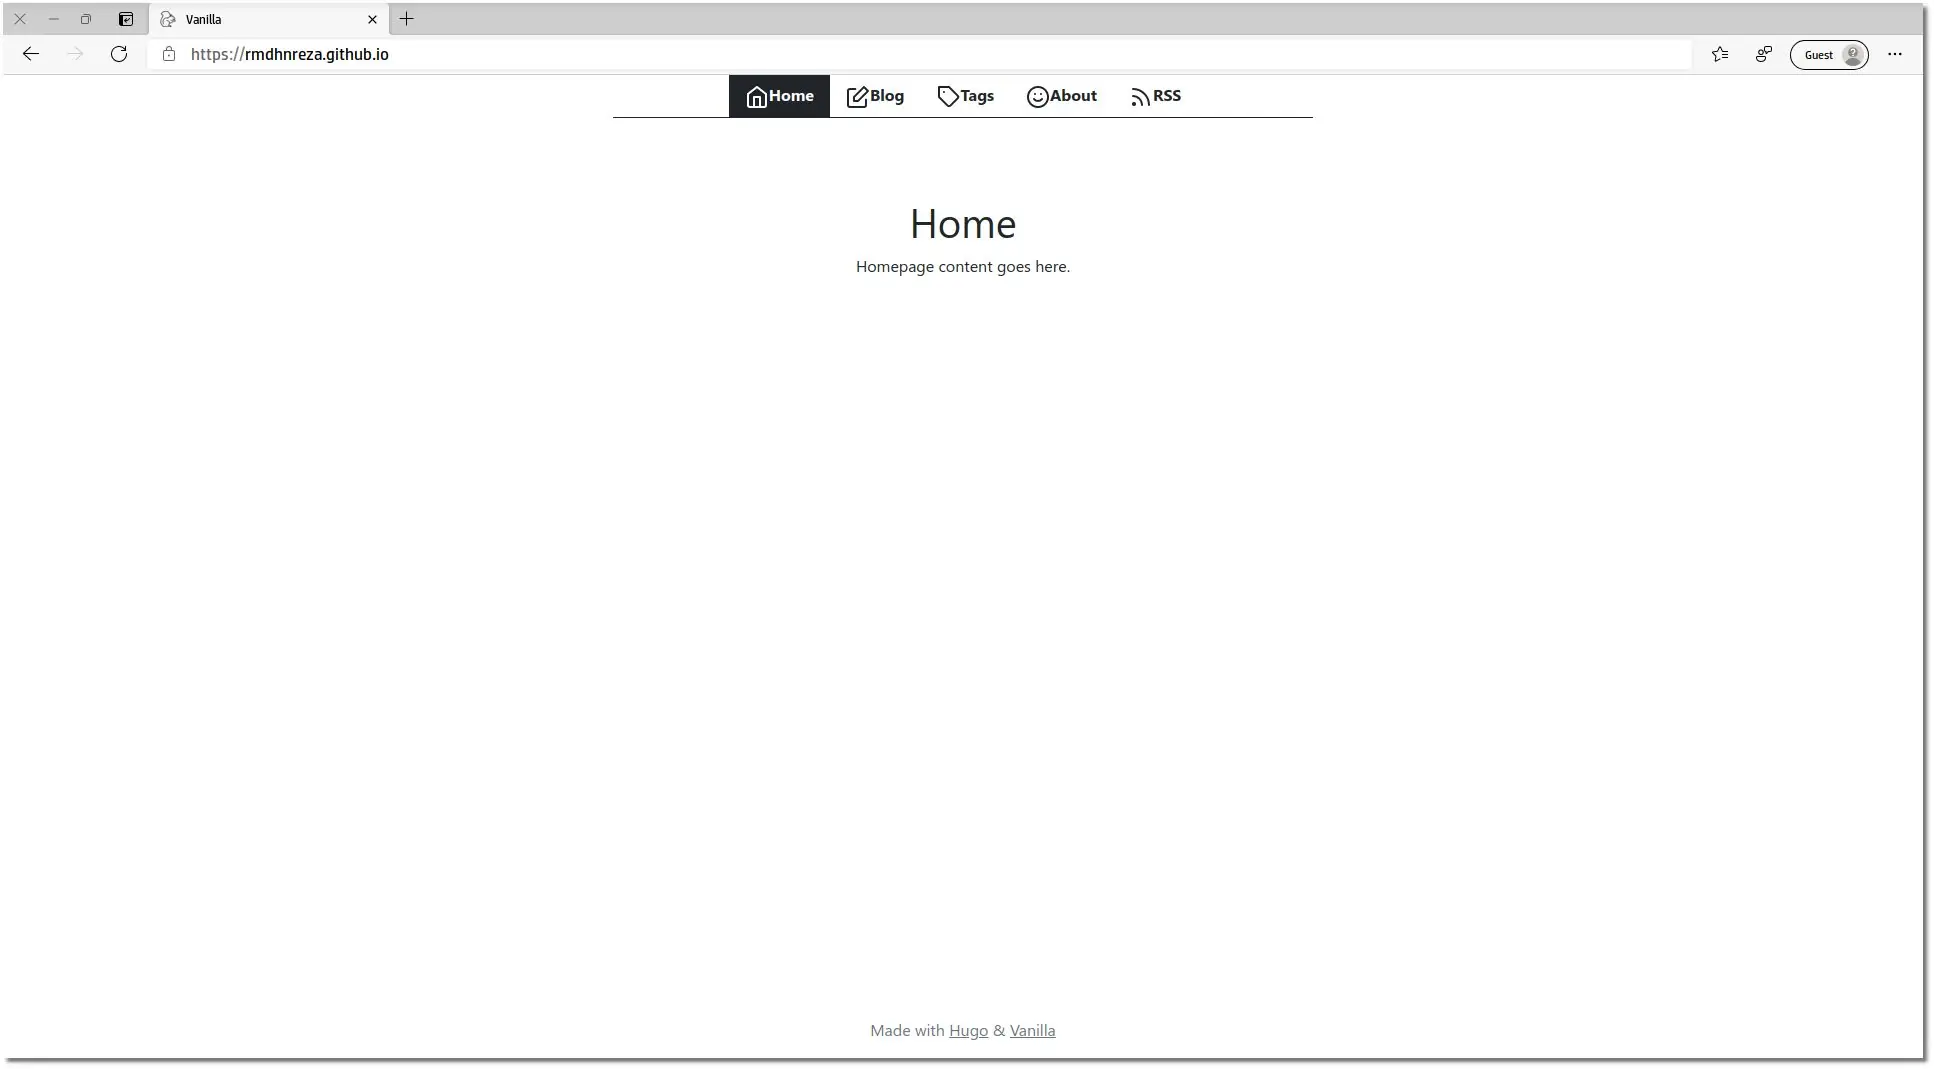 Vanilla
https://rmdhnreza.github.io
Guest
Home Blog Tags About RSS
Home
Homepage content goes here.
Made with Hugo & Vanilla